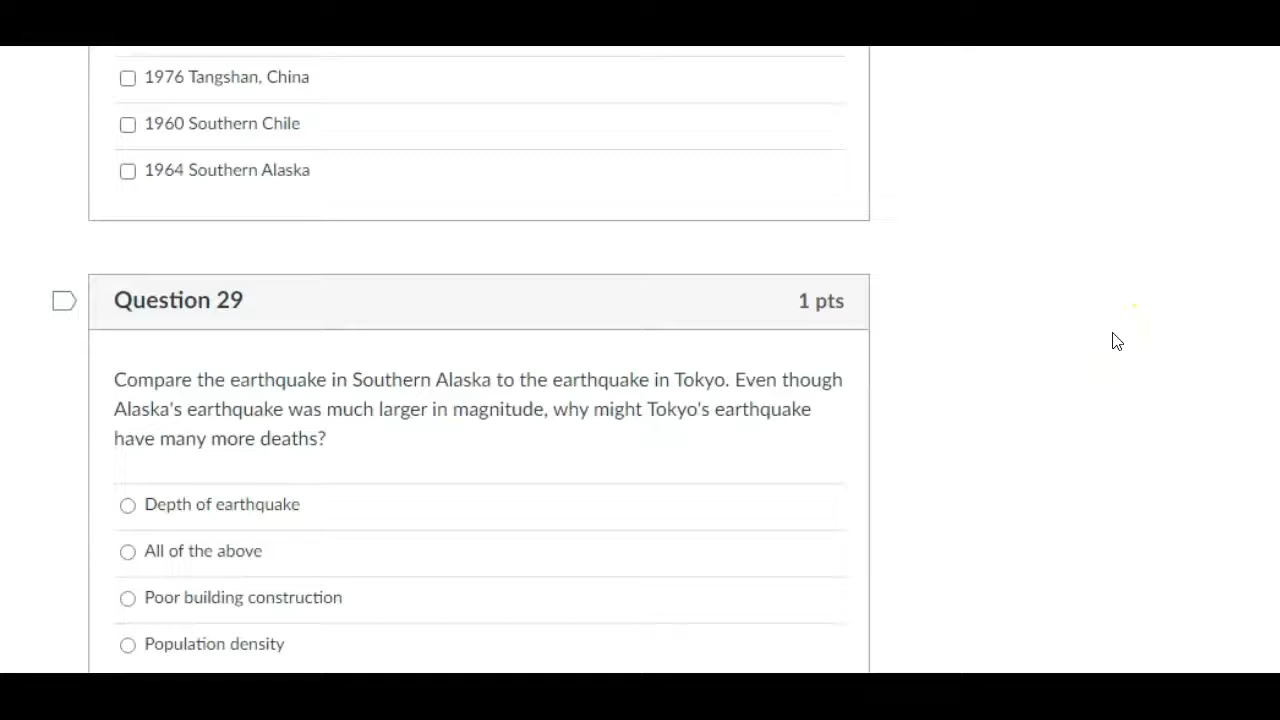 1976 Tangshan, China
1960 Southern Chile
1964 Southern Alaska
Question 29
1 pts
Compare the earthquake in Southern Alaska to the earthquake in Tokyo. Even though
Alaska's earthquake was much larger in magnitude, why might Tokyo's earthquake
have many more deaths?
Depth of earthquake
All of the above
Poor building construction
Population density